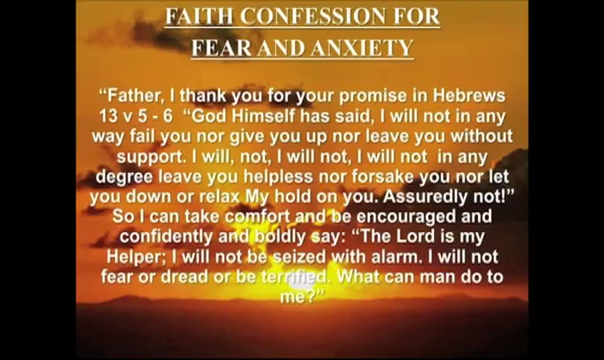 FAITH CONFESSION FOR
FEAR AND ANXIETY
“Father, I thank you for your promise in Hebrews
13 v 5 - 6  “God Himself has said, I will not in any
way fail you nor give you up nor leave you without
support. I will, not, I will not, I will not  in any
degree leave you helpless nor forsake you nor let
you down or relax My hold on you. Assuredly not!”
So I can take comfort and be encouraged and
confidently and boldly say: “The Lord is my
Helper; I will not be seized with alarm. I will not
fear or dread or be terrified. What can man do to
me?”